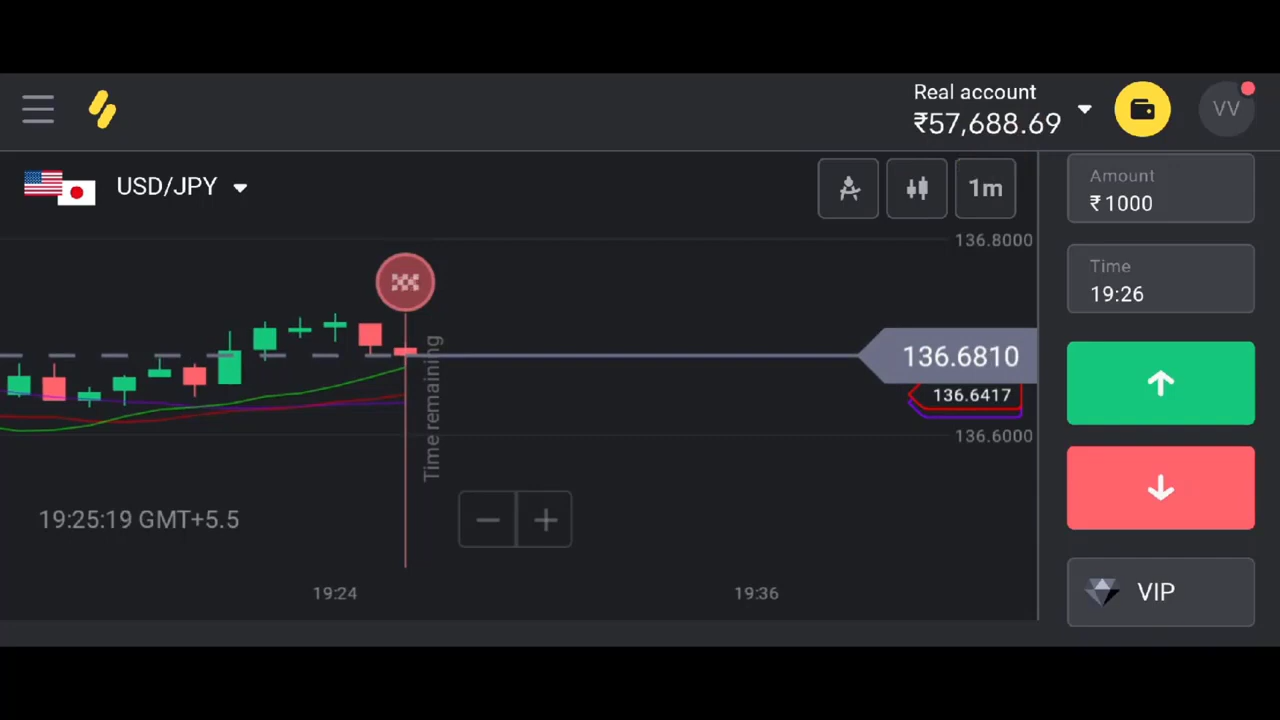 Real account
₹57,688.69
VV
USD/JPY
1m
Amount
₹1000
136.8000
Time
19:26
Time remaining
136.6810
136.6417
136.6000
19:25:19 GMT+5.5
− +
19:24
19:36
VIP